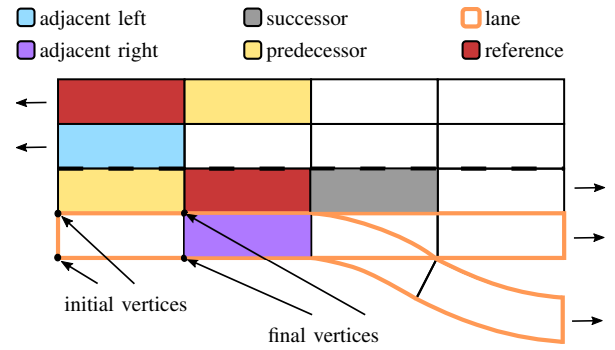 adjacent left
successor
lane
adjacent right
predecessor
reference
initial vertices
final vertices